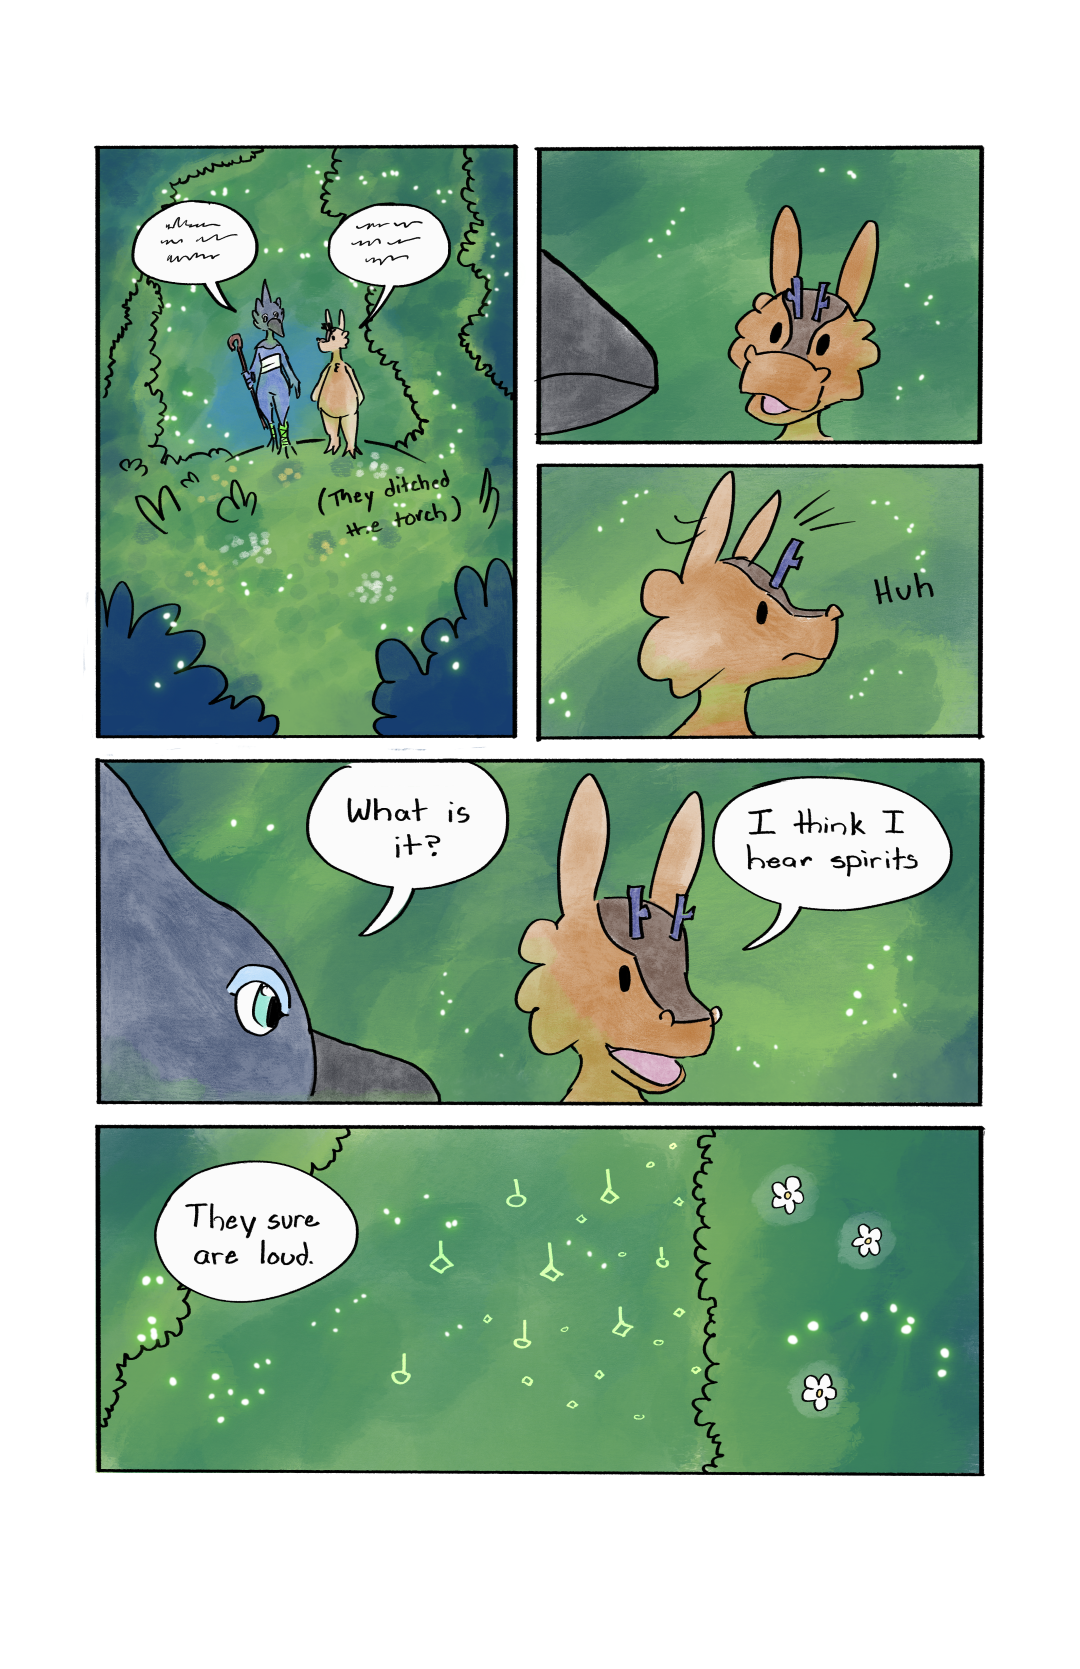 (They ditched
the torch)
Huh
What is
it?
I think I
hear spirits
They sure
are loud.